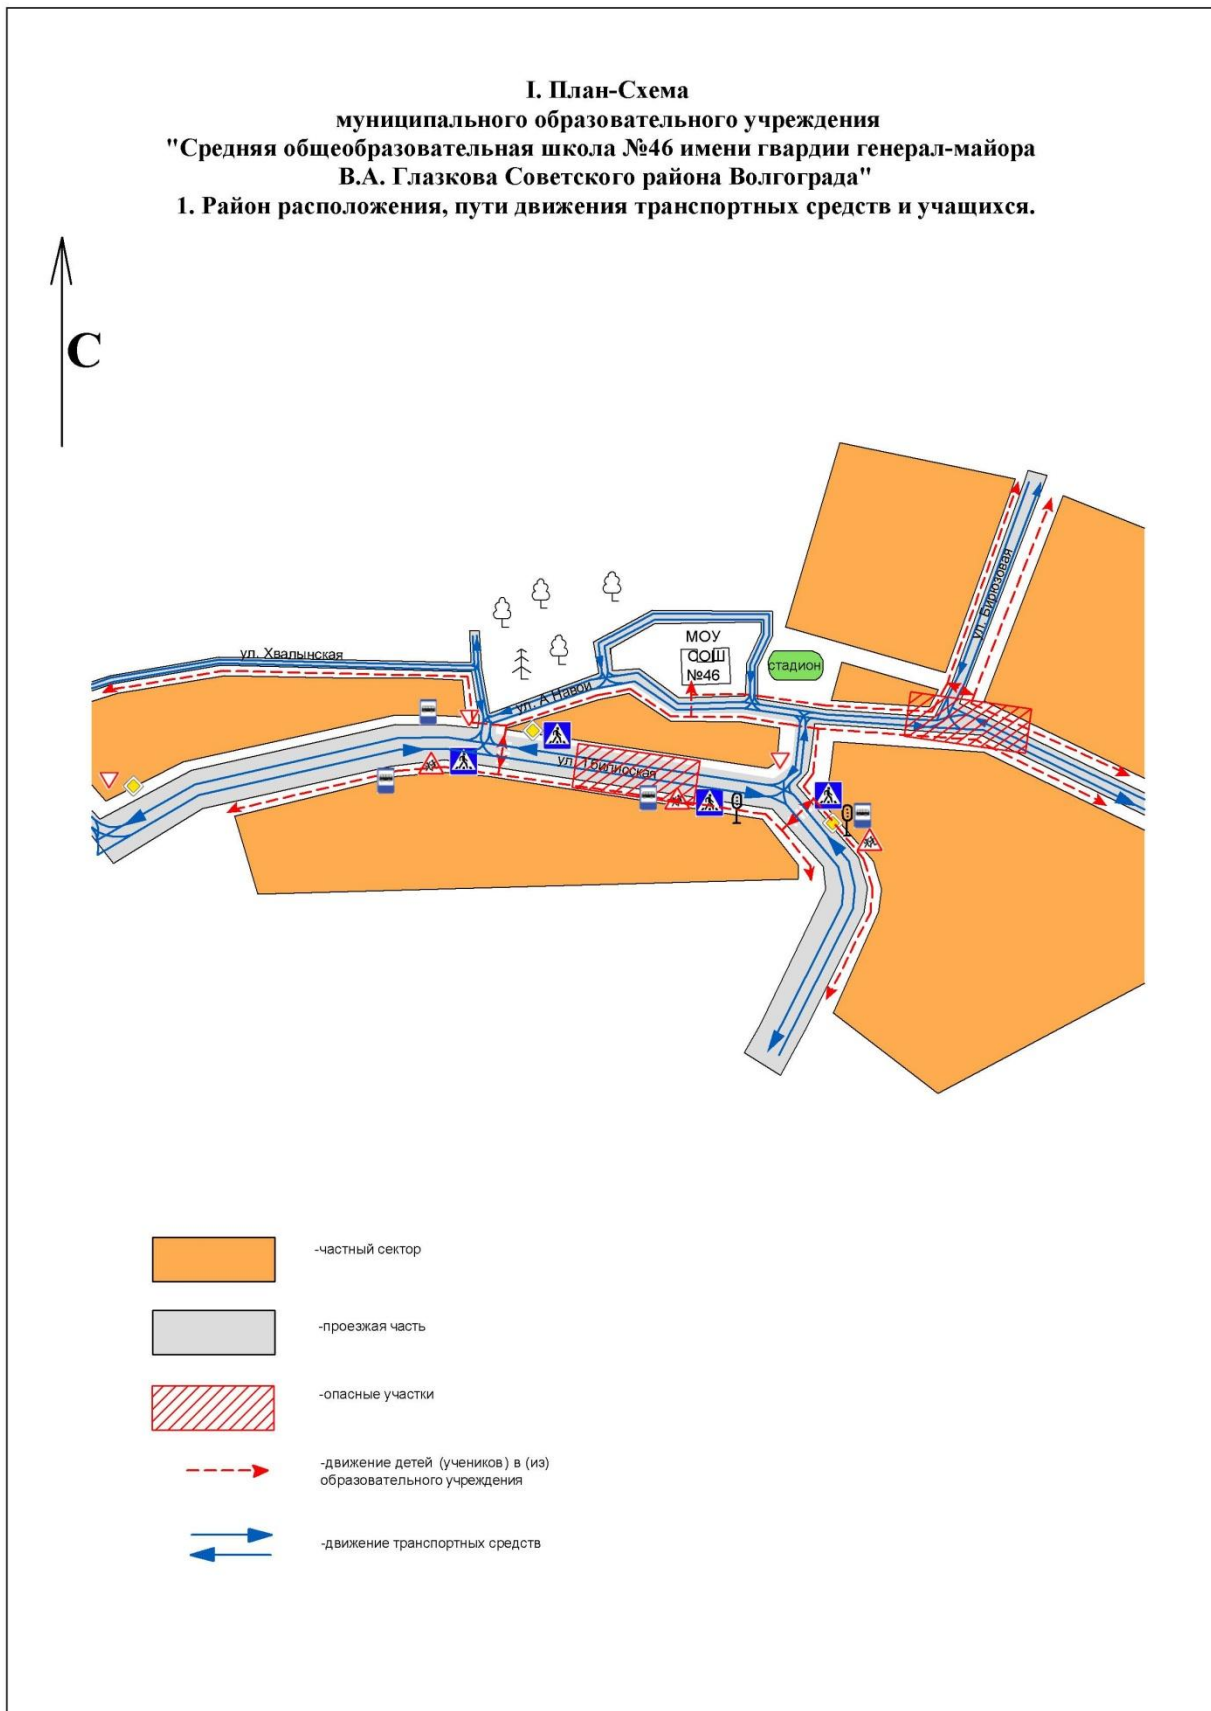 I. План-Схема
муниципального образовательного учреждения
"Средняя общеобразовательная школа №46 имени гвардии генерал-майора
В.А. Глазкова Советского района Волгограда"
1. Район расположения, пути движения транспортных средств и учащихся.
С
ул. Бирюзовая
ул. Хвалынская
МОУ
СОШ
№46
стадион
ул. А Навои
ул. Тбилисская
-частный сектор
-проезжая часть
-опасные участки
-движение детей (учеников) в (из)
образовательного учреждения
-движение транспортных средств